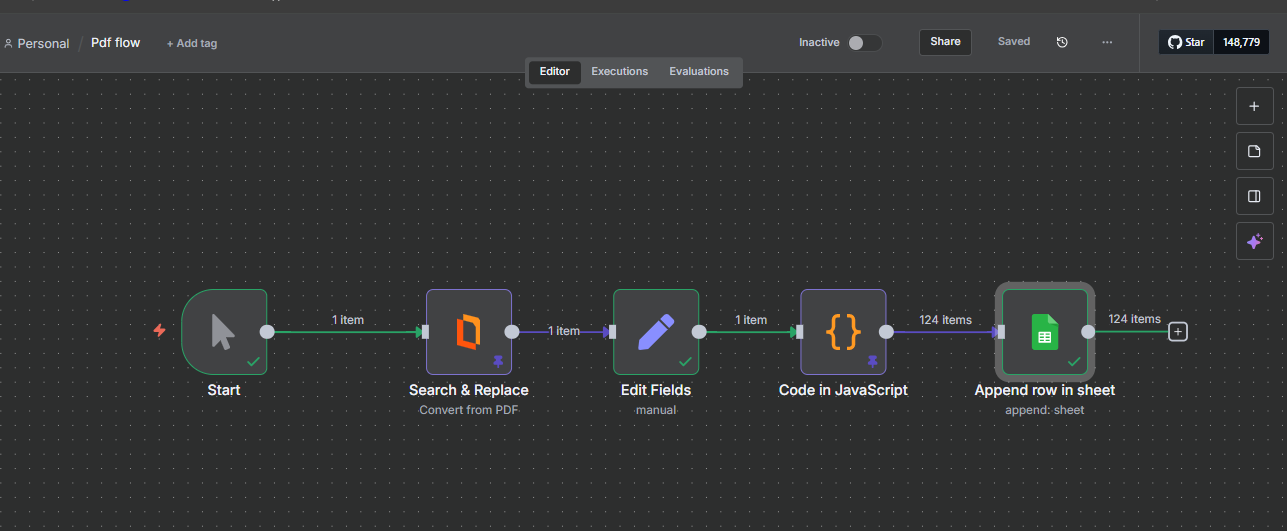 Personal / Pdf flow + Add tag
Inactive Share Saved ... Star 148,779
Editor Executions Evaluations
1 item 1 item 1 item 124 items 124 items
Start Search & Replace Edit Fields Code in JavaScript Append row in sheet
Convert from PDF manual append: sheet